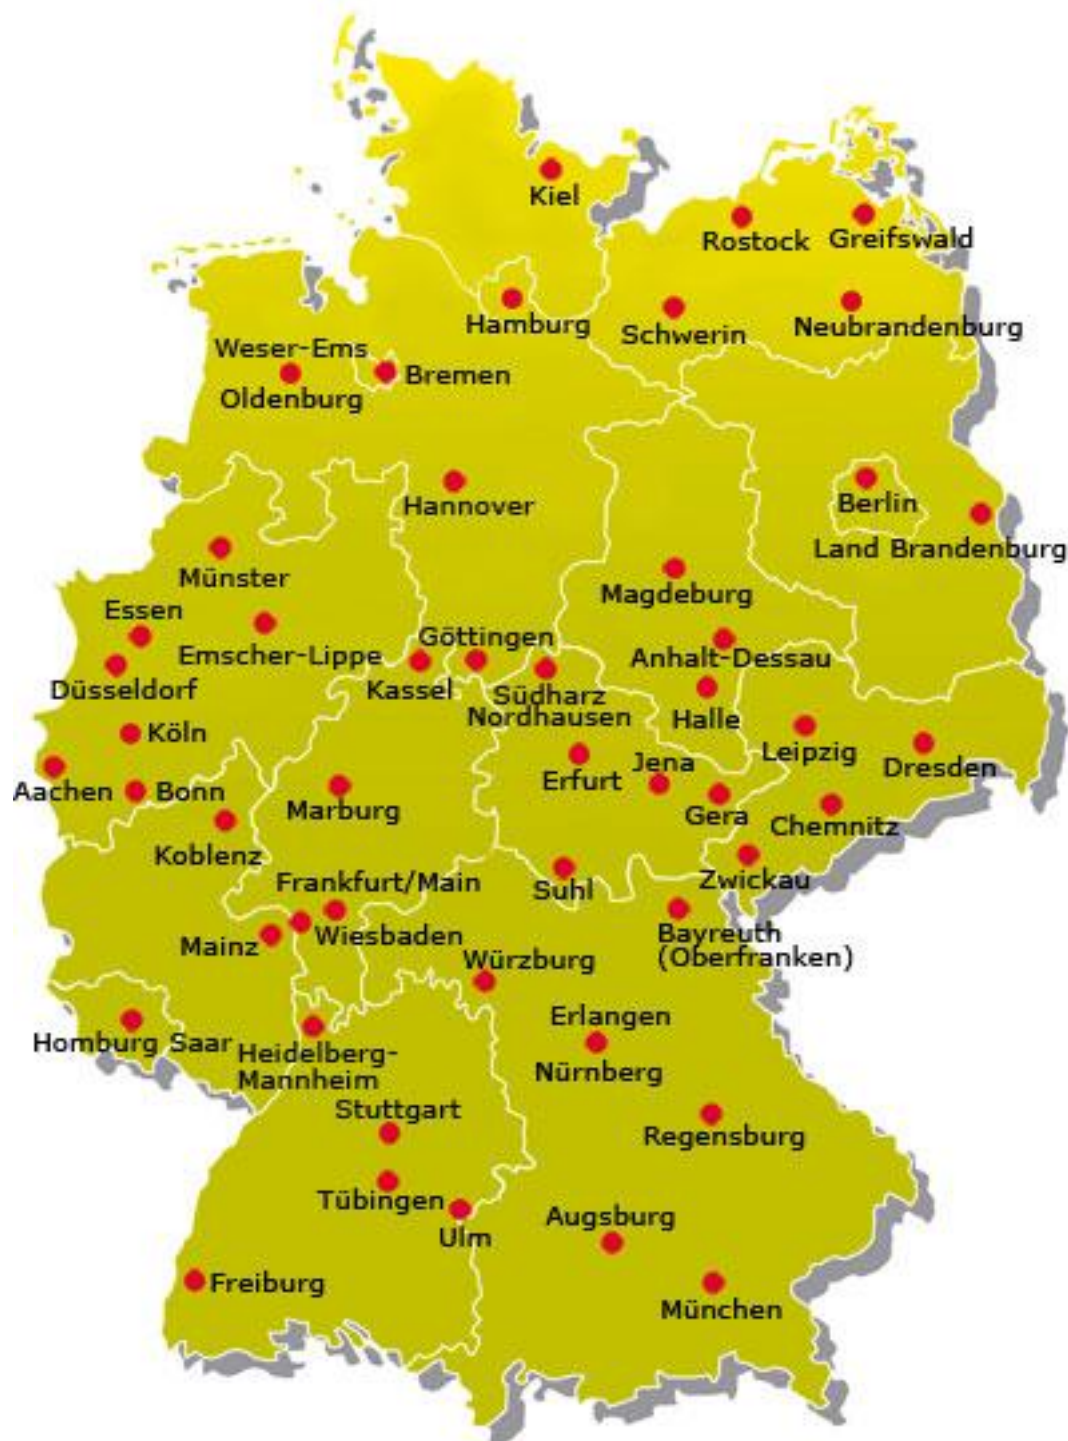 Kiel
Rostock
Greifswald
Hamburg
Schwerin
Neubrandenburg
Weser-Ems
Oldenburg
Bremen
Hannover
Berlin
Land Brandenburg
Münster
Magdeburg
Essen
Emscher-Lippe
Göttingen
Anhalt-Dessau
Düsseldorf
Kassel
Südharz
Nordhausen
Halle
Köln
Leipzig
Dresden
Aachen
Bonn
Marburg
Erfurt
Jena
Gera
Chemnitz
Koblenz
Frankfurt/Main
Suhl
Zwickau
Mainz
Wiesbaden
Bayreuth
(Oberfranken)
Würzburg
Homburg Saar
Heidelberg-
Mannheim
Erlangen
Nürnberg
Stuttgart
Regensburg
Tübingen
Ulm
Augsburg
Freiburg
München